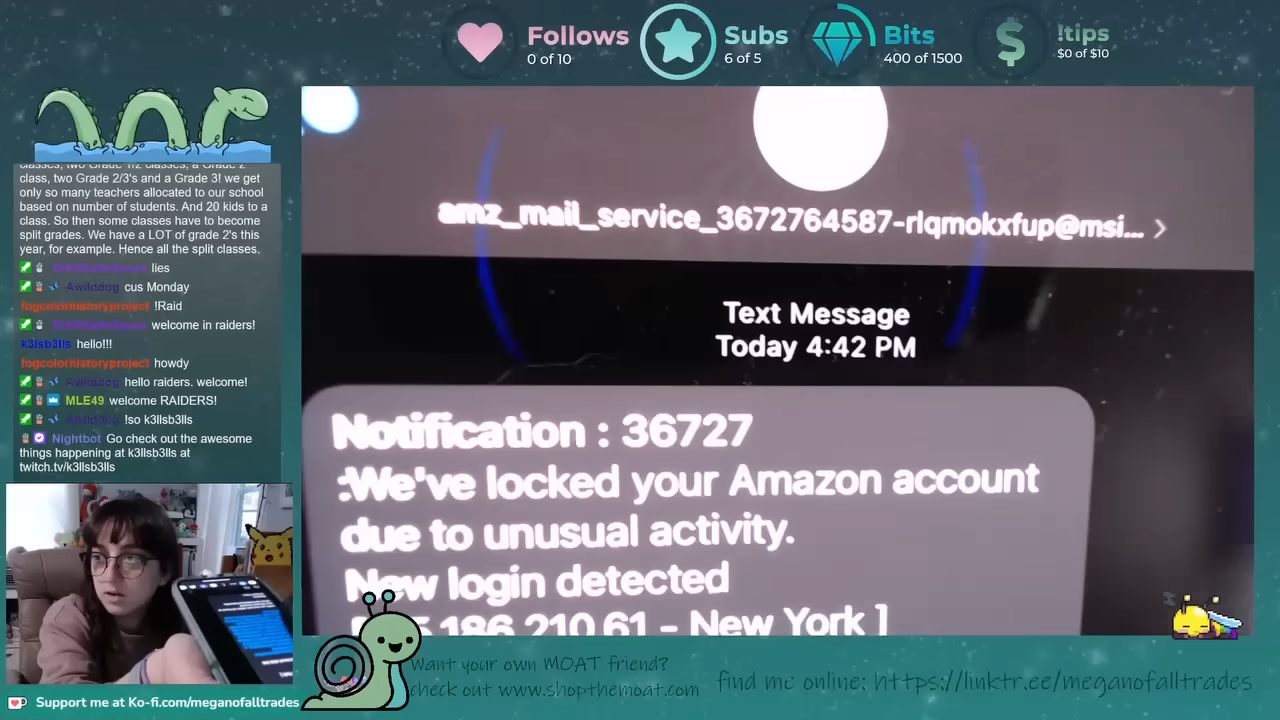 Follows
0 of 10
Subs
6 of 5
Bits
400 of 1500
!tips
$0 of $10
class, two Grade 2/3's and a Grade 3! we get
only so many teachers allocated to our school
based on number of students. And 20 kids to a
class. So then some classes have to become
split grades. We have a LOT of grade 2's this
year, for example. Hence all the split classes.
lies
Awilddog cus Monday
fogcolorhistoryproject !Raid
welcome in raiders!
k3llsb3lls hello!!!
fogcolorhistoryproject howdy
Awilddog hello raiders. welcome!
MLE49 welcome RAIDERS!
Awilddog !so k3llsb3lls
Nightbot Go check out the awesome
things happening at k3llsb3lls at
twitch.tv/k3llsb3lls
amz_mail_service_3672764587-rlqmokxfup@msi...
Text Message
Today 4:42 PM
Notification : 36727
:We've locked your Amazon account
due to unusual activity.
New login detected
186.210.61 - New York ]
Want your own MOAT friend?
check out www.shopthemoat.com
find me online: https://linktr.ee/meganofalltrades
Support me at Ko-fi.com/meganofalltrades